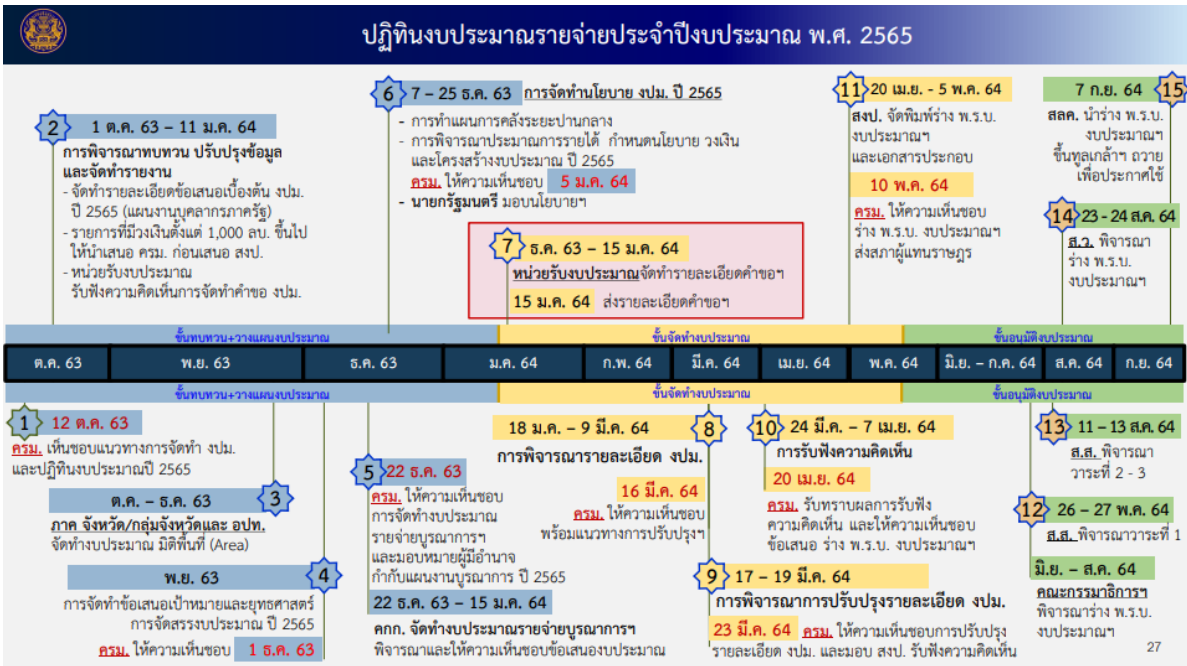 ปฏิทินงบประมาณรายจ่ายประจำปีงบประมาณ พ.ศ. 2565
2
1 ต.ค. 63 – 11 ม.ค. 64
การพิจารณาทบทวน ปรับปรุงข้อมูล
และจัดทำรายงาน
- จัดทำรายละเอียดข้อเสนอเบื้องต้น งปม.
ปี 2565 (แผนงานบุคลากรภาครัฐ)
- รายการที่มีวงเงินตั้งแต่ 1,000 ลบ. ขึ้นไป
ให้นำเสนอ ครม. ก่อนเสนอ สงป.
- หน่วยรับงบประมาณ
รับฟังความคิดเห็นการจัดทำคำขอ งปม.
6
7 – 25 ธ.ค. 63 การจัดทำนโยบาย งปม. ปี 2565
- การทำแผนการคลังระยะปานกลาง
- การพิจารณาประมาณการรายได้ กำหนดนโยบาย วงเงิน
และโครงสร้างงบประมาณ ปี 2565
ครม. ให้ความเห็นชอบ 5 ม.ค. 64
- นายกรัฐมนตรี มอบนโยบายฯ
7
ธ.ค. 63 – 15 ม.ค. 64
หน่วยรับงบประมาณจัดทำรายละเอียดคำขอฯ
15 ม.ค. 64 ส่งรายละเอียดคำขอฯ
11
20 เม.ย. - 5 พ.ค. 64
สงป. จัดพิมพ์ร่าง พ.ร.บ.
งบประมาณฯ
และเอกสารประกอบ
10 พ.ค. 64
ครม. ให้ความเห็นชอบ
ร่าง พ.ร.บ. งบประมาณฯ
ส่งสภาผู้แทนราษฎร
7 ก.ย. 64
15
สลค. นำร่าง พ.ร.บ.
งบประมาณฯ
ขึ้นทูลเกล้าฯ ถวาย
เพื่อประกาศใช้
14
23 - 24 ส.ค. 64
ส.ว. พิจารณา
ร่าง พ.ร.บ.
งบประมาณฯ
ขั้นทบทวน+วางแผนงบประมาณ
ขั้นจัดทำงบประมาณ
ขั้นอนุมัติงบประมาณ
ต.ค. 63
พ.ย. 63
ธ.ค. 63
ม.ค. 64
ก.พ. 64
มี.ค. 64
เม.ย. 64
พ.ค. 64
มิ.ย. – ก.ค. 64
ส.ค. 64
ก.ย. 64
ขั้นทบทวน+วางแผนงบประมาณ
ขั้นจัดทำงบประมาณ
ขั้นอนุมัติงบประมาณ
1
12 ต.ค. 63
ครม. เห็นชอบแนวทางการจัดทำ งปม.
และปฏิทินงบประมาณปี 2565
ต.ค. – ธ.ค. 63
3
ภาค จังหวัด/กลุ่มจังหวัดและ อปท.
จัดทำงบประมาณ มิติพื้นที่ (Area)
พ.ย. 63
4
การจัดทำข้อเสนอเป้าหมายและยุทธศาสตร์
การจัดสรรงบประมาณ ปี 2565
ครม. ให้ความเห็นชอบ 1 ธ.ค. 63
5
22 ธ.ค. 63
ครม. ให้ความเห็นชอบ
การจัดทำงบประมาณ
รายจ่ายบูรณาการฯ
และมอบหมายผู้มีอำนาจ
กำกับแผนงานบูรณาการ ปี 2565
22 ธ.ค. 63 – 15 ม.ค. 64
คกก. จัดทำงบประมาณรายจ่ายบูรณาการฯ
พิจารณาและให้ความเห็นชอบข้อเสนองบประมาณ
18 ม.ค. – 9 มี.ค. 64
8
การพิจารณารายละเอียด งปม.
16 มี.ค. 64
ครม. ให้ความเห็นชอบ
พร้อมแนวทางการปรับปรุงฯ
9
17 – 19 มี.ค. 64
การพิจารณาการปรับปรุงรายละเอียด งปม.
23 มี.ค. 64 ครม. ให้ความเห็นชอบการปรับปรุง
รายละเอียด งปม. และมอบ สงป. รับฟังความคิดเห็น
10
24 มี.ค. – 7 เม.ย. 64
การรับฟังความคิดเห็น
20 เม.ย. 64
ครม. รับทราบผลการรับฟัง
ความคิดเห็น และให้ความเห็นชอบ
ข้อเสนอ ร่าง พ.ร.บ. งบประมาณฯ
13
11 – 13 ส.ค. 64
ส.ส. พิจารณา
วาระที่ 2 - 3
12
26 – 27 พ.ค. 64
ส.ส. พิจารณาวาระที่ 1
มิ.ย. – ส.ค. 64
คณะกรรมาธิการฯ
พิจารณาร่าง พ.ร.บ.
งบประมาณฯ
27